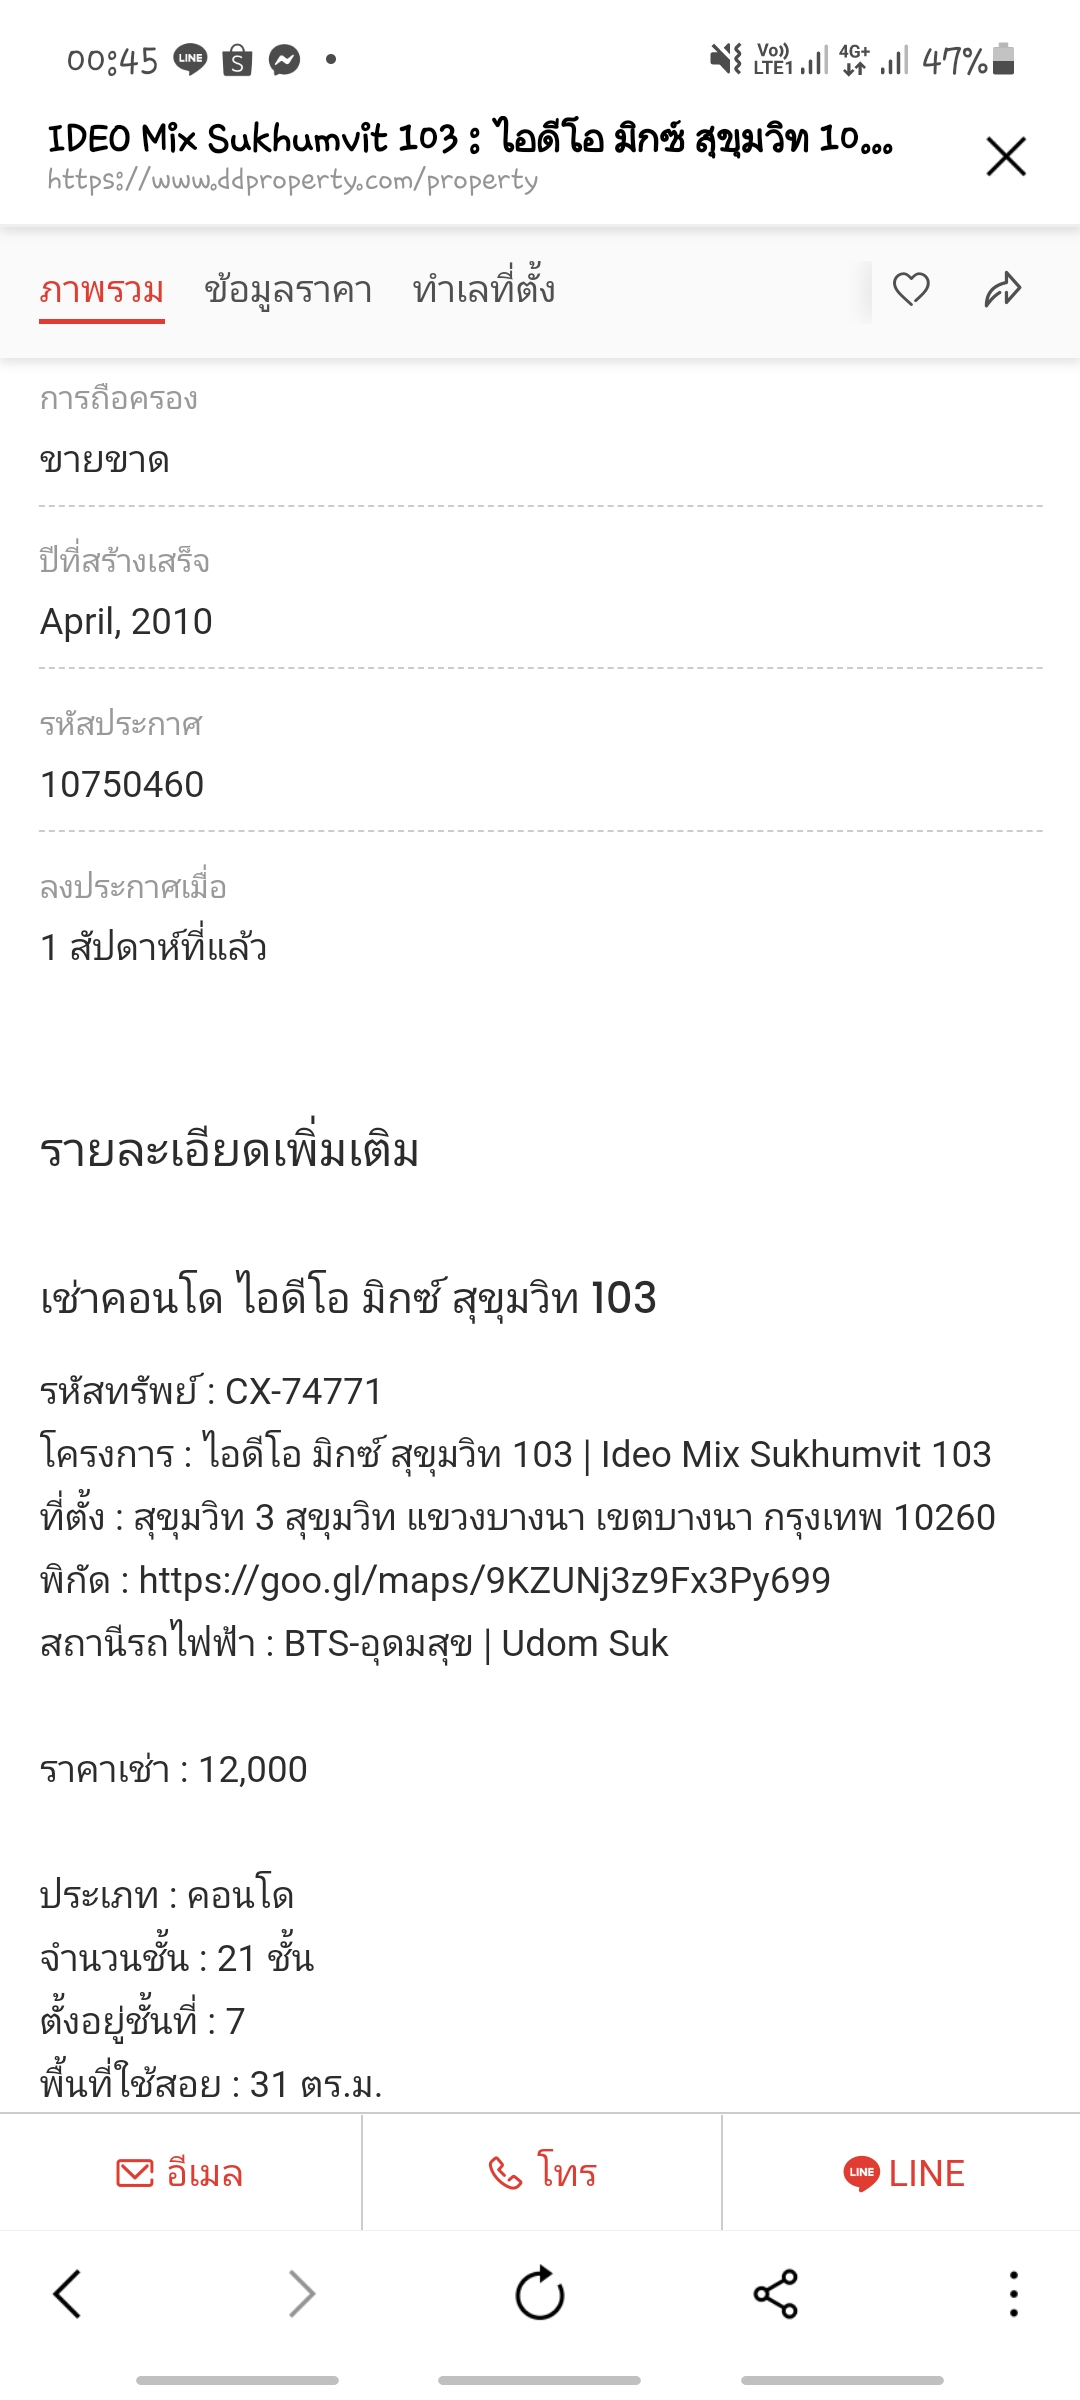 00:45
LINE
S
Vo)) LTE1 4G+ 47%
IDEO Mix Sukhumvit 103 : ไอดีโอ มิกซ์ สุขุมวิท 10...
https://www.ddproperty.com/property
ภาพรวม ข้อมูลราคา ทำเลที่ตั้ง
การถือครอง
ขายขาด
ปีที่สร้างเสร็จ
April, 2010
รหัสประกาศ
10750460
ลงประกาศเมื่อ
1 สัปดาห์ที่แล้ว
รายละเอียดเพิ่มเติม
เช่าคอนโด ไอดีโอ มิกซ์ สุขุมวิท 103
รหัสทรัพย์ : CX-74771
โครงการ : ไอดีโอ มิกซ์ สุขุมวิท 103 | Ideo Mix Sukhumvit 103
ที่ตั้ง : สุขุมวิท 3 สุขุมวิท แขวงบางนา เขตบางนา กรุงเทพ 10260
พิกัด : https://goo.gl/maps/9KZUNj3z9Fx3Py699
สถานีรถไฟฟ้า : BTS-อุดมสุข | Udom Suk
ราคาเช่า : 12,000
ประเภท : คอนโด
จำนวนชั้น : 21 ชั้น
ตั้งอยู่ชั้นที่ : 7
พื้นที่ใช้สอย : 31 ตร.ม.
อีเมล โทร LINE LINE